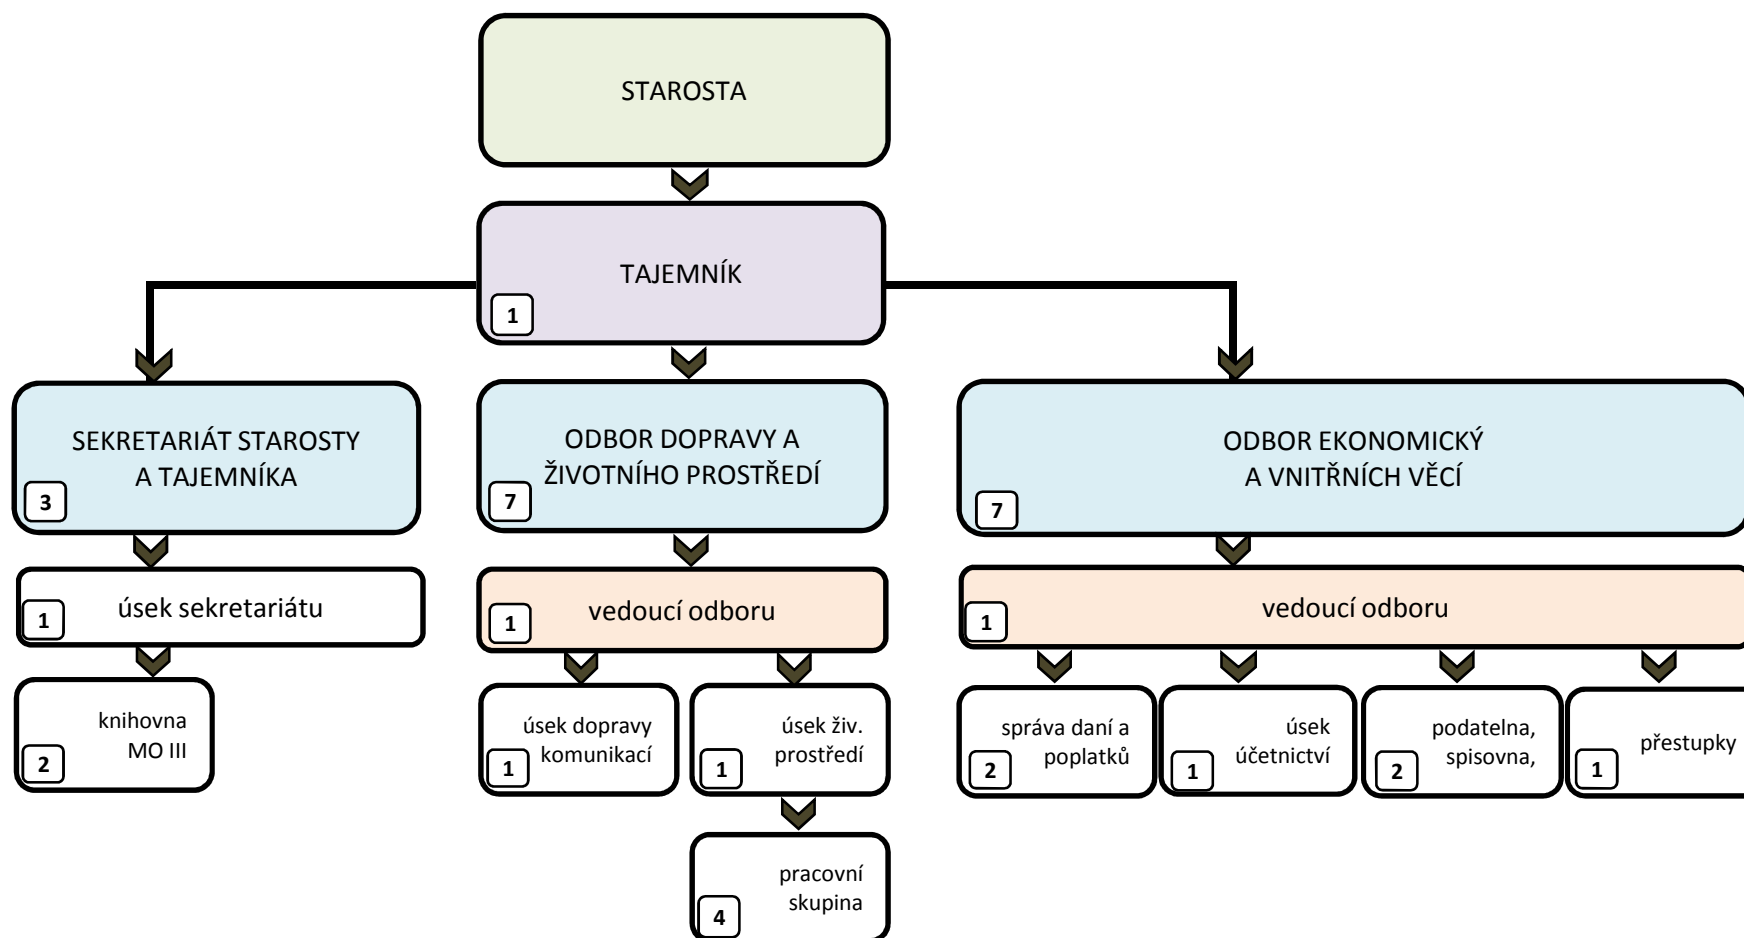 STAROSTA
TAJEMNÍK
1
SEKRETARIÁT STAROSTY
A TAJEMNÍKA
3
ODBOR DOPRAVY A
ŽIVOTNÍHO PROSTŘEDÍ
7
ODBOR EKONOMICKÝ
A VNITŘNÍCH VĚCÍ
7
úsek sekretariátu
1
vedoucí odboru
1
vedoucí odboru
1
knihovna
MO III
2
úsek dopravy
komunikací
1
úsek živ.
prostředí
1
správa daní a
poplatků
2
úsek
účetnictví
1
podatelna,
spisovna,
2
přestupky
1
pracovní
skupina
4